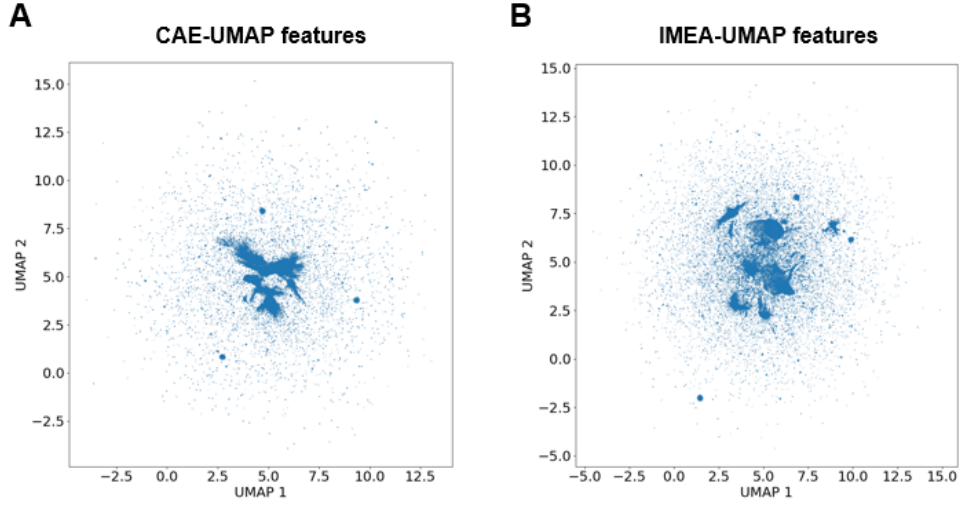 A
CAE-UMAP features
15.0
12.5
10.0
7.5
5.0
2.5
0.0
−2.5
UMAP 2
−2.5 0.0 2.5 5.0 7.5 10.0 12.5
UMAP 1
B
IMEA-UMAP features
15.0
12.5
10.0
7.5
5.0
2.5
0.0
−2.5
−5.0
UMAP 2
−5.0 −2.5 0.0 2.5 5.0 7.5 10.0 12.5 15.0
UMAP 1